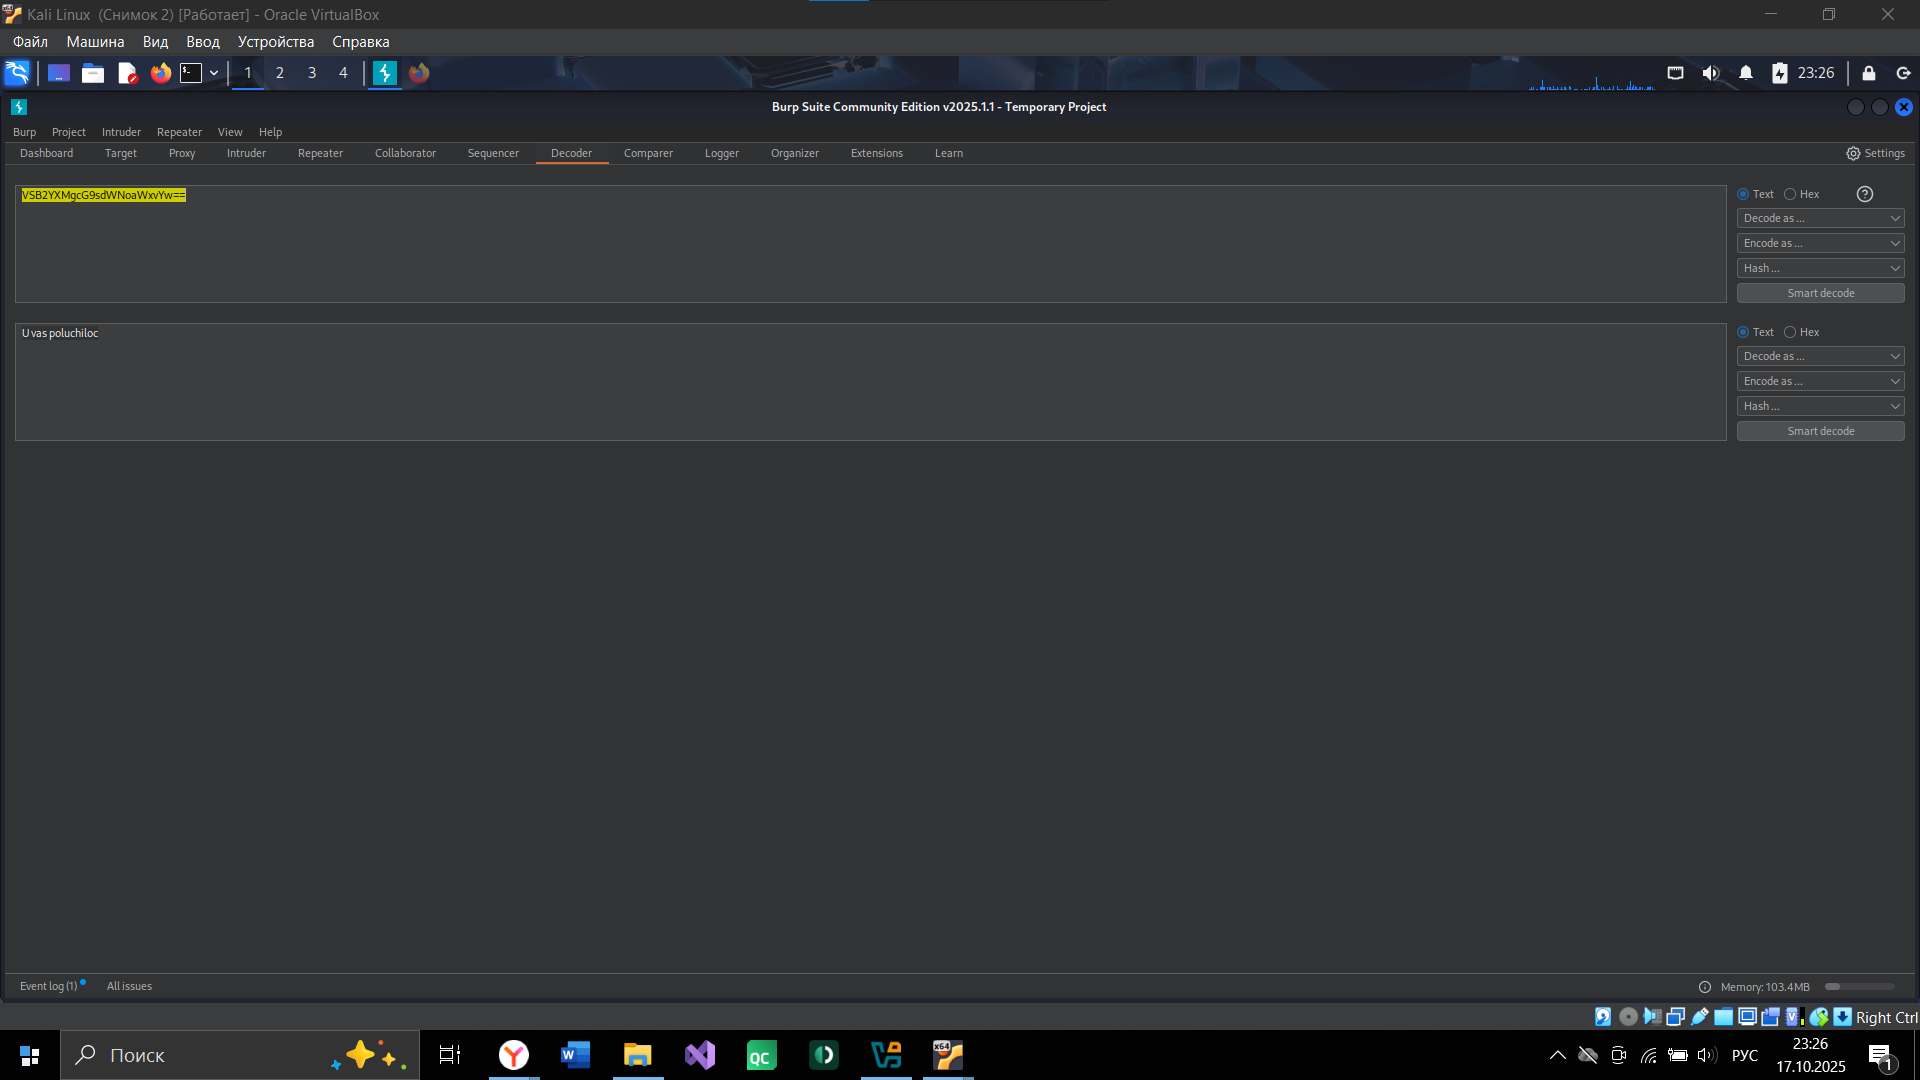 Kali Linux (Снимок 2) [Работает] - Oracle VirtualBox
Файл Машина Вид Ввод Устройства Справка
1 2 3 4 23:26
Burp Suite Community Edition v2025.1.1 - Temporary Project
Burp Project Intruder Repeater View Help
Dashboard Target Proxy Intruder Repeater Collaborator Sequencer Decoder Comparer Logger Organizer Extensions Learn Settings
VSB2YXMgcG9sdWNoaWxvYw==
Text Hex ?
Decode as ...
Encode as ...
Hash ...
Smart decode
U vas poluchiloc
Text Hex
Decode as ...
Encode as ...
Hash ...
Smart decode
Event log (1) All issues Memory: 103.4MB
Right Ctrl
Поиск
РУС
23:26
17.10.2025
1